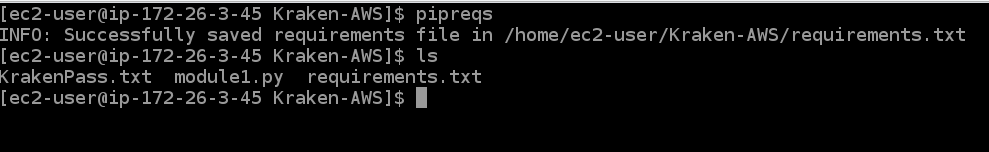 [ec2-user@ip-172-26-3-45 Kraken-AWS]$ pipreqs
INFO: Successfully saved requirements file in /home/ec2-user/Kraken-AWS/requirements.txt
[ec2-user@ip-172-26-3-45 Kraken-AWS]$ ls
KrakenPass.txt  module1.py  requirements.txt
[ec2-user@ip-172-26-3-45 Kraken-AWS]$